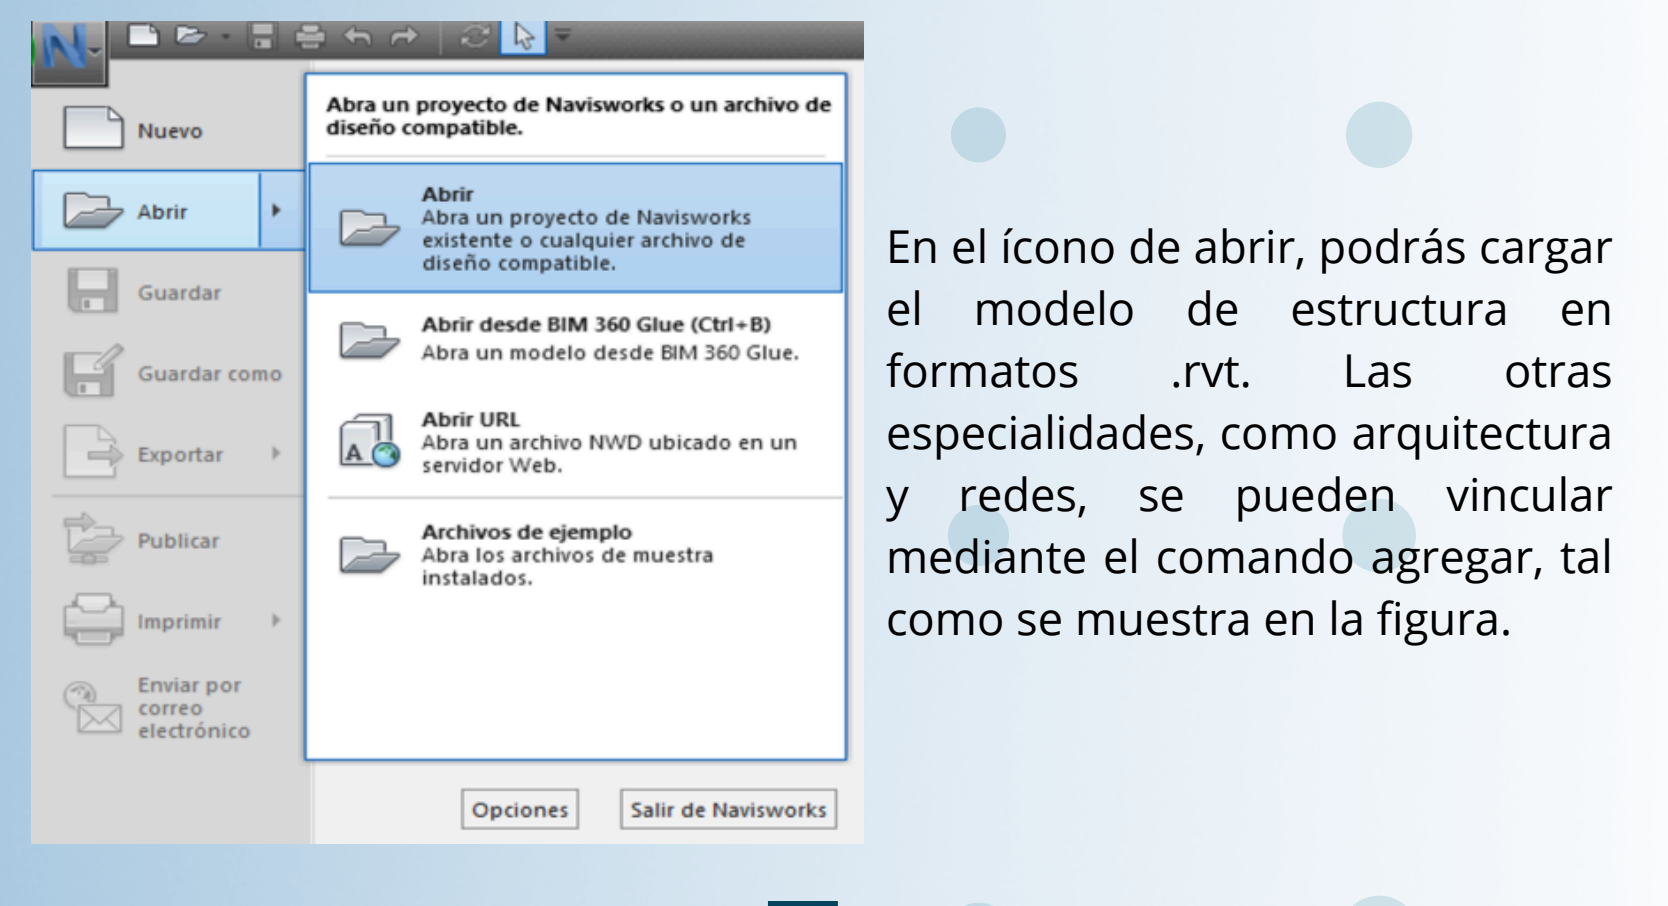 N
Nuevo
Abrir
Guardar
Guardar como
Exportar
Publicar
Imprimir
Enviar por
correo
electrónico
Abra un proyecto de Navisworks o un archivo de
diseño compatible.
Abrir
Abra un proyecto de Navisworks
existente o cualquier archivo de
diseño compatible.
Abrir desde BIM 360 Glue (Ctrl+B)
Abra un modelo desde BIM 360 Glue.
Abrir URL
Abra un archivo NWD ubicado en un
servidor Web.
Archivos de ejemplo
Abra los archivos de muestra
instalados.
Opciones
Salir de Navisworks
En el ícono de abrir, podrás cargar
el modelo de estructura en
formatos .rvt. Las otras
especialidades, como arquitectura
y redes, se pueden vincular
mediante el comando agregar, tal
como se muestra en la figura.